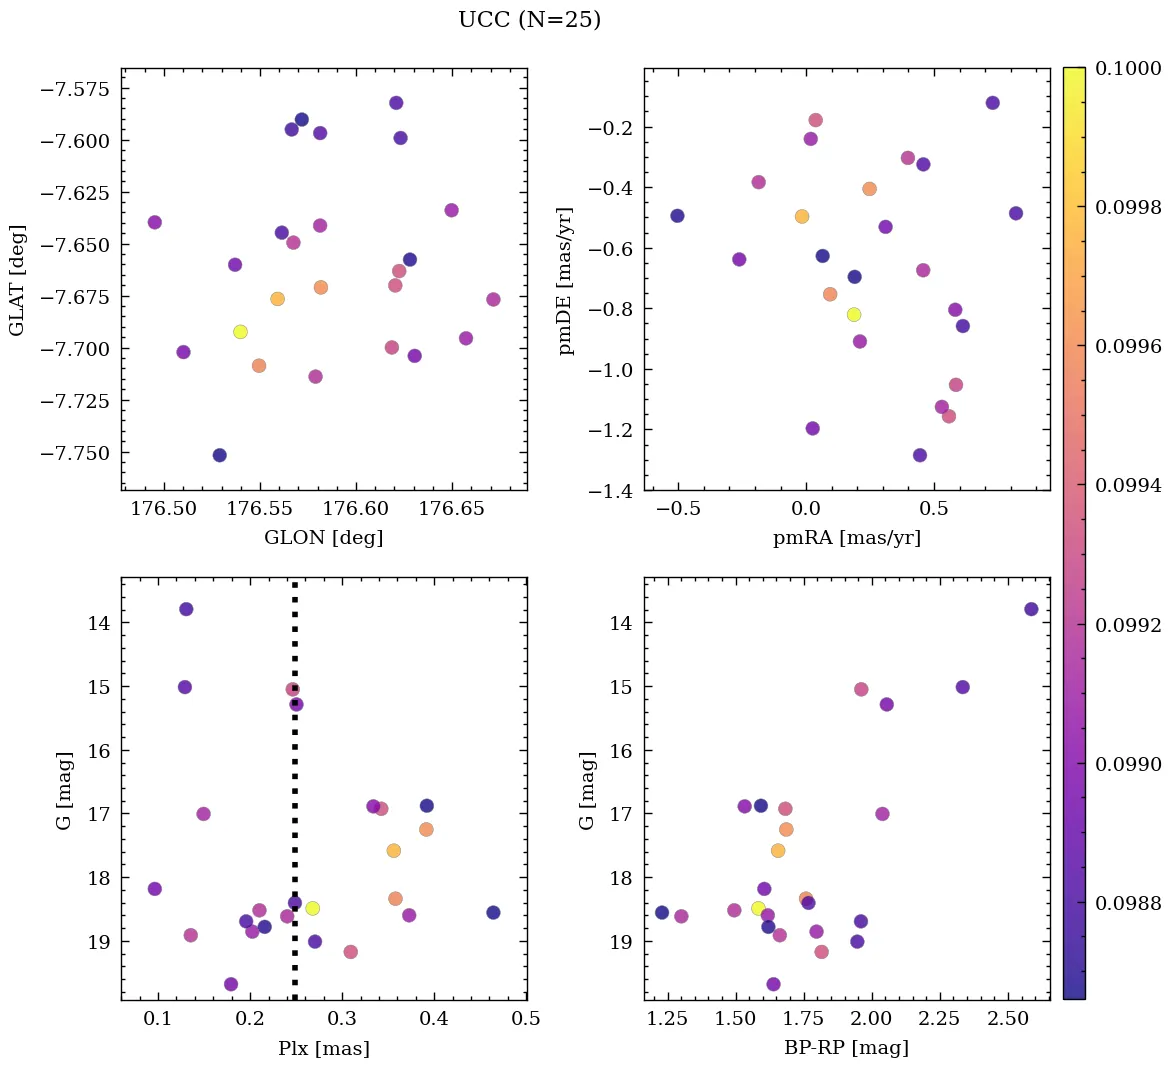 UCC (N=25)
−7.575
−7.600
−7.625
−7.650
−7.675
−7.700
−7.725
−7.750
GLAT [deg]
176.50 176.55 176.60 176.65
GLON [deg]
−0.2
−0.4
−0.6
−0.8
−1.0
−1.2
−1.4
pmDE [mas/yr]
−0.5 0.0 0.5
pmRA [mas/yr]
14
15
16
17
18
19
G [mag]
0.1 0.2 0.3 0.4 0.5
Plx [mas]
14
15
16
17
18
19
G [mag]
1.25 1.50 1.75 2.00 2.25 2.50
BP-RP [mag]
0.1000
0.0998
0.0996
0.0994
0.0992
0.0990
0.0988